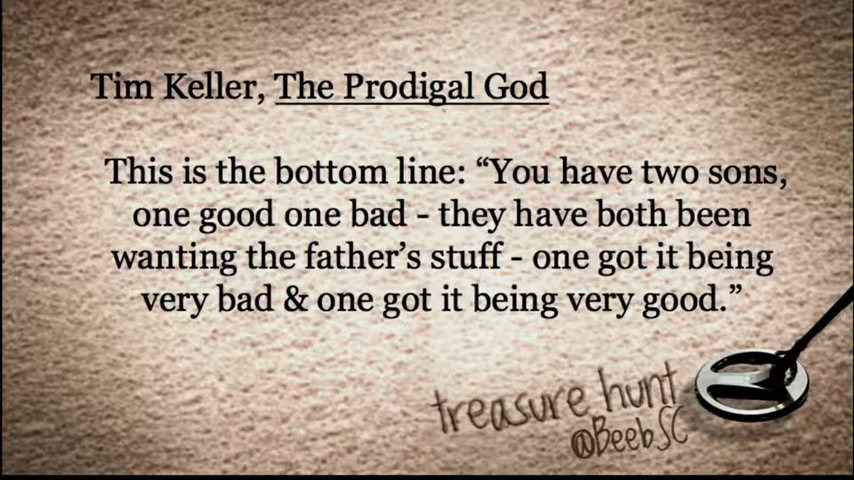 Tim Keller, The Prodigal God
This is the bottom line: “You have two sons,
one good one bad - they have both been
wanting the father’s stuff - one got it being
very bad & one got it being very good.”
treasure hunt
@BeebSC